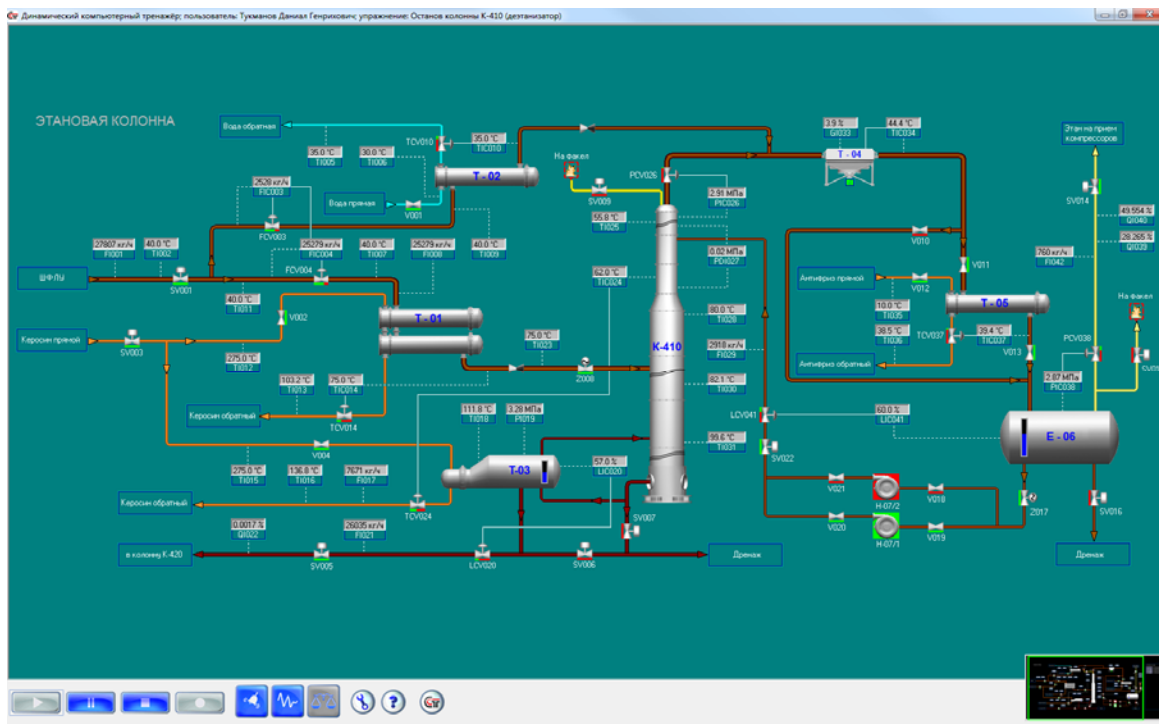 Динамический компьютерный тренажёр; пользователь: Тукманов Даниал Генрихович; упражнение: Останов колонны К-410 (деэтанизатор)
ЭТАНОВАЯ КОЛОННА
Вода обратная
35.0 °C
TI005
30.0 °C
TI006
TCV010
35.0 °C
TIC010
T - 02
Вода прямая
V001
2528 кг/ч
FIC003
FCV003
27807 кг/ч
FI001
40.0 °C
TI002
ШФЛУ
SV001
25279 кг/ч
FIC004
FCV004
40.0 °C
TI007
25279 кг/ч
FI008
40.0 °C
TI009
40.0 °C
TI011
V002
T - 01
Керосин прямой
SV003
275.0 °C
TI012
103.2 °C
TI013
75.0 °C
TIC014
Керосин обратный
TCV014
75.0 °C
TI023
Z008
V004
275.0 °C
TI015
136.8 °C
TI016
7671 кг/ч
FI017
Керосин обратный
TCV024
111.8 °C
TI018
3.28 МПа
PI019
T-03
57.0 %
LIC020
0.0017 %
QI022
26035 кг/ч
FI021
в колонну К-420
SV005
LCV020
SV006
SV007
Дренаж
На факел
SV009
PCV026
2.91 МПа
PIC026
55.8 °C
TI025
0.02 МПа
PDI027
62.0 °C
TIC024
80.0 °C
TI028
K-410
2918 кг/ч
FI029
82.1 °C
TI030
99.6 °C
TI031
3.9 %
GI033
44.4 °C
TIC034
T - 04
V010
V011
Антифриз прямой
V012
10.0 °C
TI035
38.5 °C
TI036
TCV037
39.4 °C
TIC037
T - 05
V013
Антифриз обратный
LCV041
60.0 %
LIC041
SV022
V021
H-07/2
V018
V020
H-07/1
V019
Z017
E - 06
SV016
Дренаж
2.87 МПа
PIC038
PCV038
На факел
Этан на прием
компрессоров
SV014
49.554 %
QI040
28.265 %
QI039
760 кг/ч
FI042